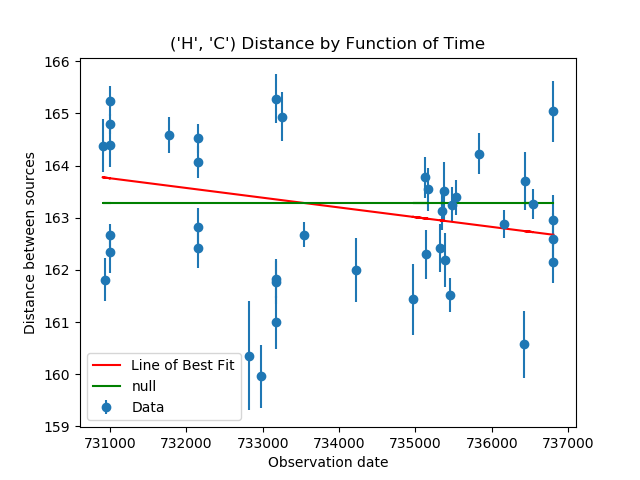 ('H', 'C') Distance by Function of Time
Distance between sources
166
165
164
163
162
161
160
159
Line of Best Fit
null
Data
731000 732000 733000 734000 735000 736000 737000
Observation date